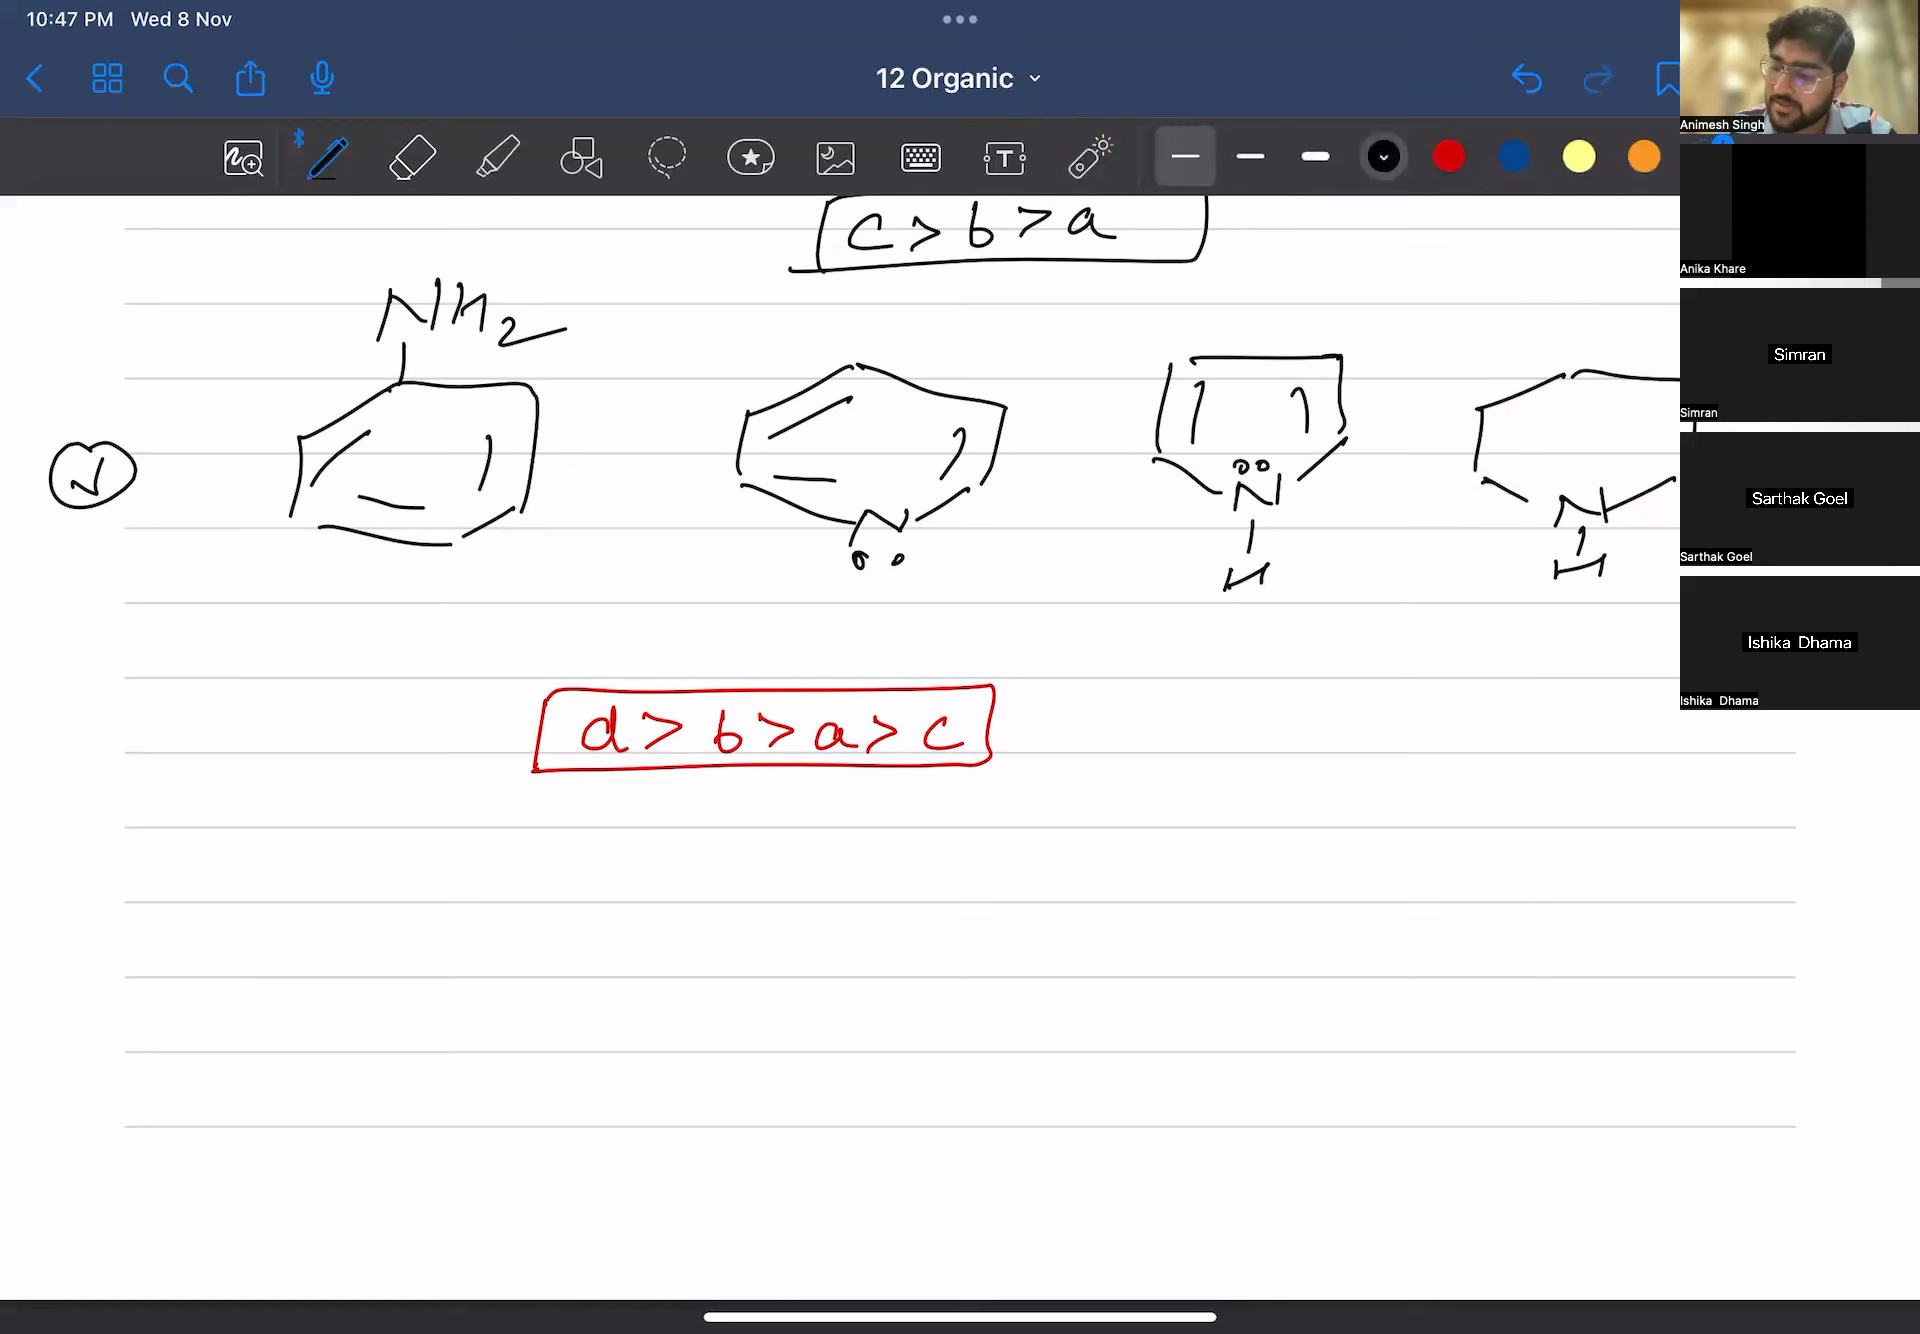 10:47 PM Wed 8 Nov
12 Organic
Animesh Singh
Anika Khare
Simran
Simran
Sarthak Goel
Sarthak Goel
Ishika Dhama
Ishika Dhama
T
c > b > a
NH2
N
N
H
N
H
d > b > a > c